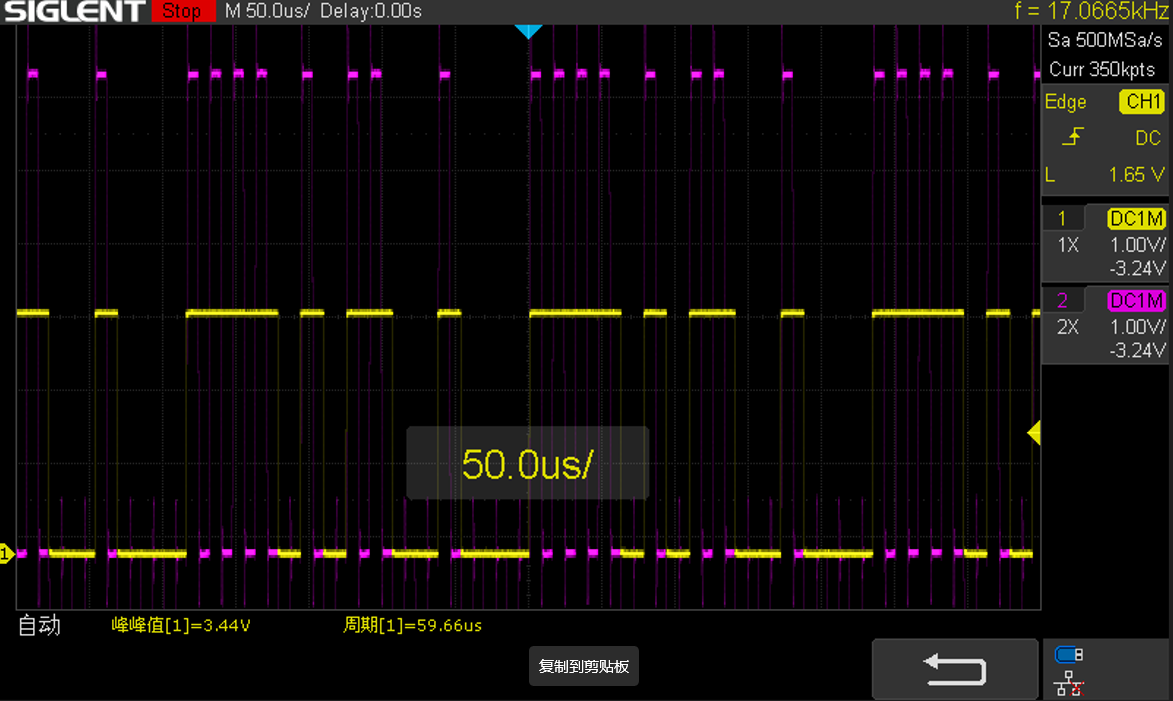 SIGLENT Stop M 50.0us/ Delay:0.00s f = 17.0665kHz
Sa 500MSa/s
Curr 350kpts
Edge CH1
DC
L 1.65 V
1 DC1M
1X 1.00V/
-3.24V
2 DC1M
2X 1.00V/
-3.24V
50.0us/
1
自动 峰峰值[1]=3.44V 周期[1]=59.66us
复制到剪贴板